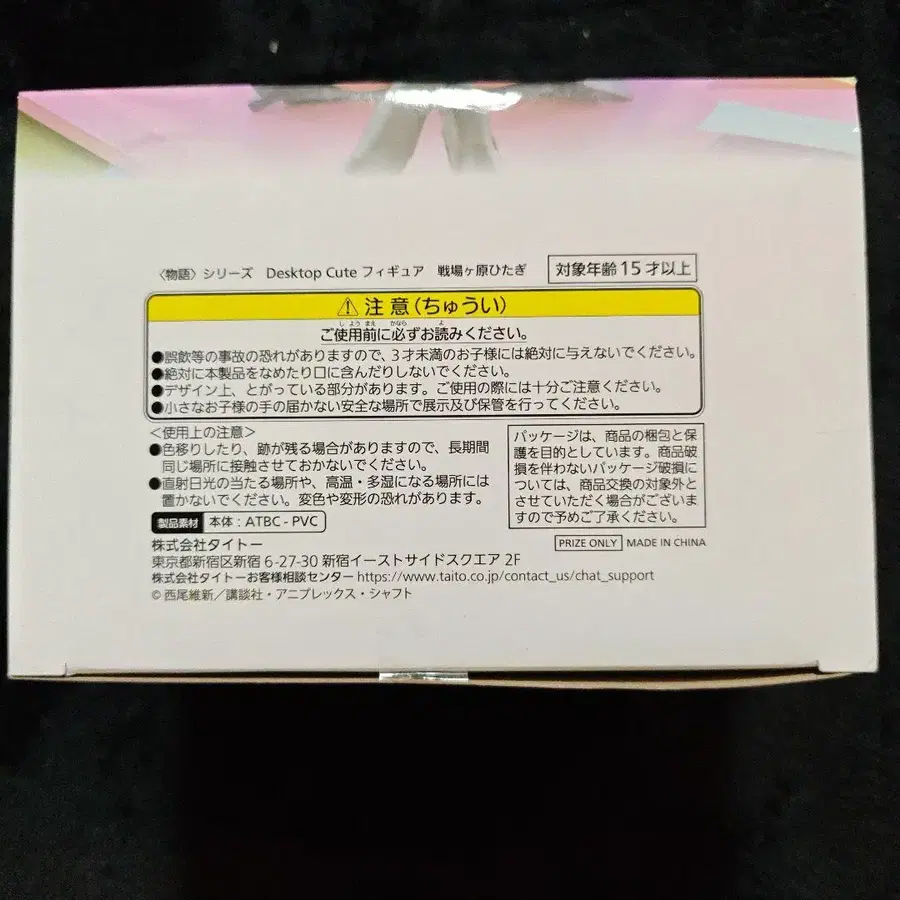 〈物語〉シリーズ Desktop Cute フィギュア 戦場ヶ原ひたぎ 対象年齢15才以上
⚠注意(ちゅうい)
しようまえ かなら よ
ご使用前に必ずお読みください。
●誤飲等の事故の恐れがありますので、3才未満のお子様には絶対に与えないでください。
●絶対に本製品をなめたり口に含んだりしないでください。
●デザイン上、とがっている部分があります。ご使用の際には十分ご注意ください。
●小さなお子様の手の届かない安全な場所で展示及び保管を行ってください。
<使用上の注意>
●色移りしたり、跡が残る場合がありますので、長期間
同じ場所に接触させておかないでください。
●直射日光の当たる場所や、高温・多湿になる場所には
置かないでください。変色や変形の恐れがあります。
パッケージは、商品の梱包と保
護を目的としています。商品破
損を伴わないパッケージ破損に
ついては、商品交換の対象外と
させていただく場合がございま
すので予めご了承ください。
製品素材 本体:ATBC-PVC
PRIZE ONLY MADE IN CHINA
株式会社タイトー
東京都新宿区新宿 6-27-30 新宿イーストサイドスクエア 2F
株式会社タイトーお客様相談センター https://www.taito.co.jp/contact_us/chat_support
©西尾維新/講談社・アニプレックス・シャフト